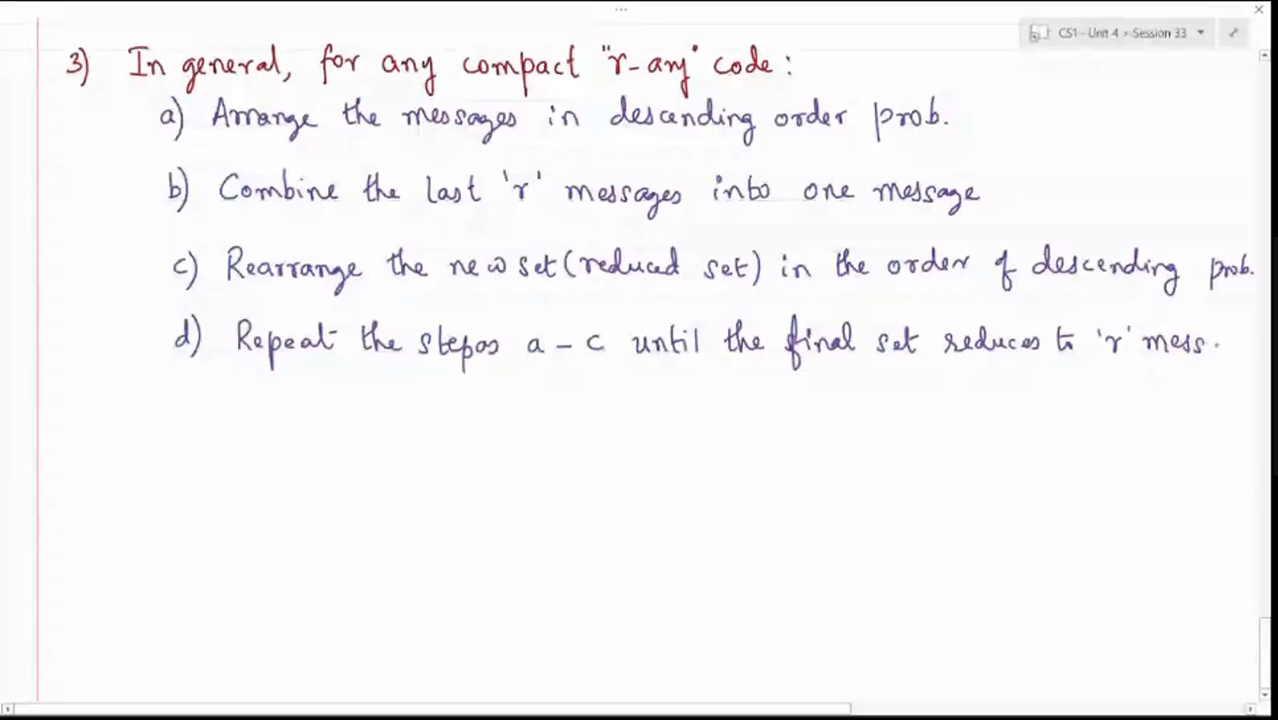 CS1 - Unit 4 > Session 33
3) In general, for any compact "r-any" code:
a) Arrange the messages in descending order prob.
b) Combine the last 'r' messages into one message
c) Rearrange the new set (reduced set) in the order of descending prob.
d) Repeat the stepas a - c until the final set reduces to 'r' mess.